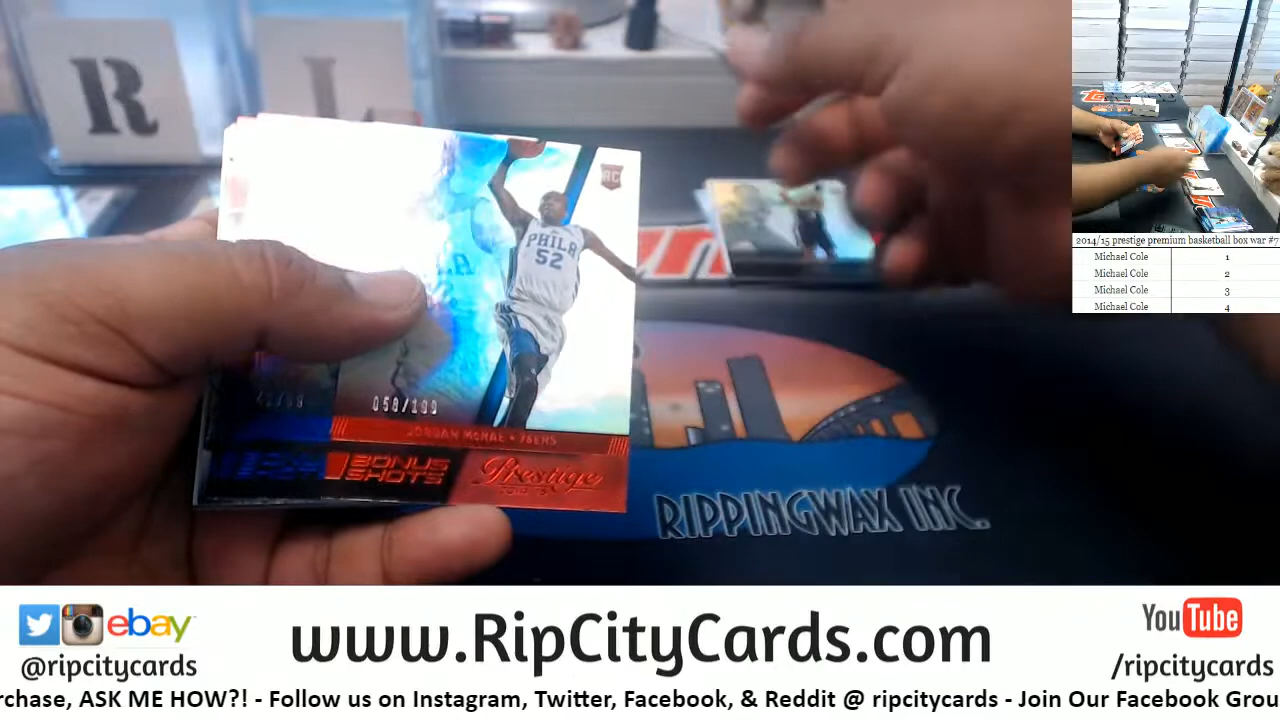 R L
RC
PHILA
52
058/199
JORDAN McRAE • 76ERS
BONUS
SHOTS
Prestige
RIPPINGWAX INC.
2014/15 prestige premium basketball box war #7
Michael Cole 1
Michael Cole 2
Michael Cole 3
Michael Cole 4
ebay
@ripcitycards
www.RipCityCards.com
YouTube
/ripcitycards
rchase, ASK ME HOW?! - Follow us on Instagram, Twitter, Facebook, & Reddit @ ripcitycards - Join Our Facebook Grou